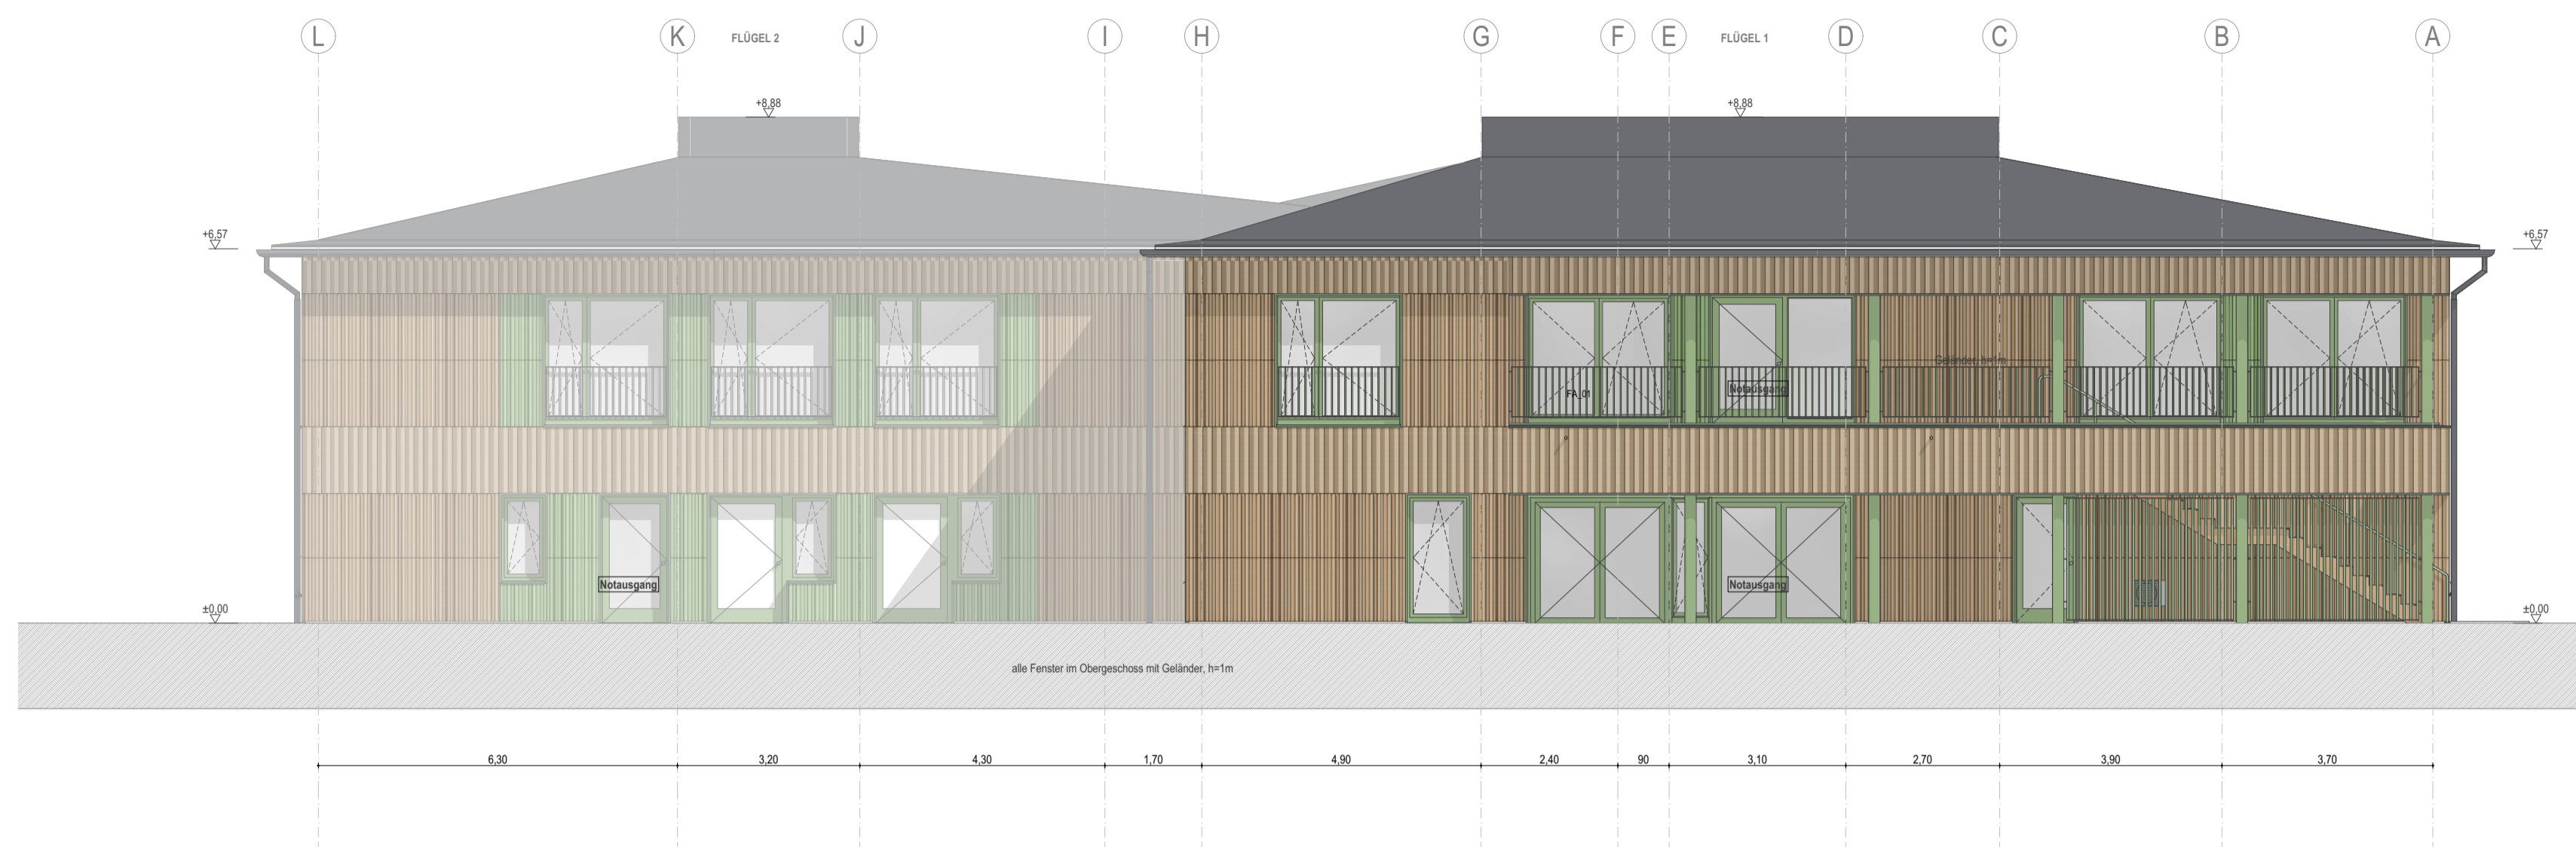 L
K
FLÜGEL 2
J
I
H
G
F
E
FLÜGEL 1
D
C
B
A
+8,88
+8,88
+6,57
+6,57
Geländer, h=1m
Notausgang
FA_01
Notausgang
Notausgang
±0,00
±0,00
alle Fenster im Obergeschoss mit Geländer, h=1m
6,30
3,20
4,30
1,70
4,90
2,40
90
3,10
2,70
3,90
3,70